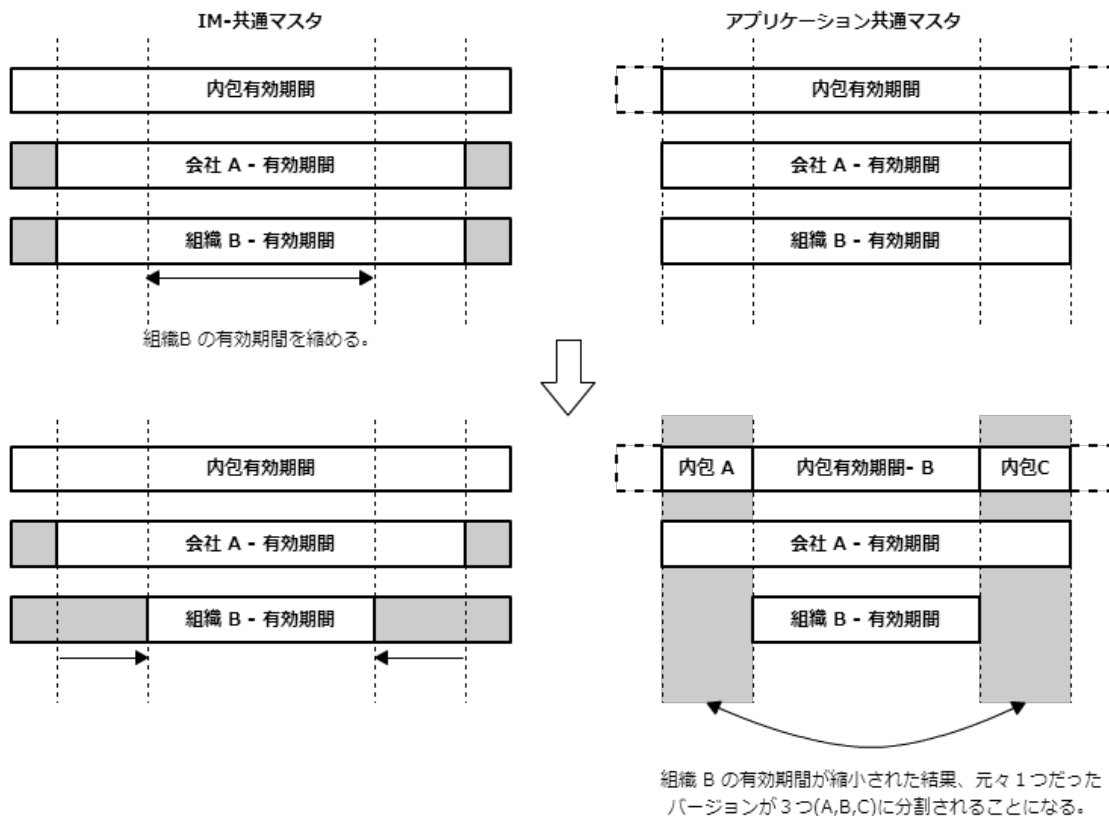 IM-共通マスタ
アプリケーション共通マスタ
内包有効期間
内包有効期間
会社 A - 有効期間
会社 A - 有効期間
組織 B - 有効期間
組織 B - 有効期間
組織B の有効期間を縮める。
内包有効期間
内包 A
内包有効期間- B
内包C
会社 A - 有効期間
会社 A - 有効期間
組織 B - 有効期間
組織 B - 有効期間
組織 B の有効期間が縮小された結果、元々１つだった
バージョンが３つ(A,B,C)に分割されることになる。